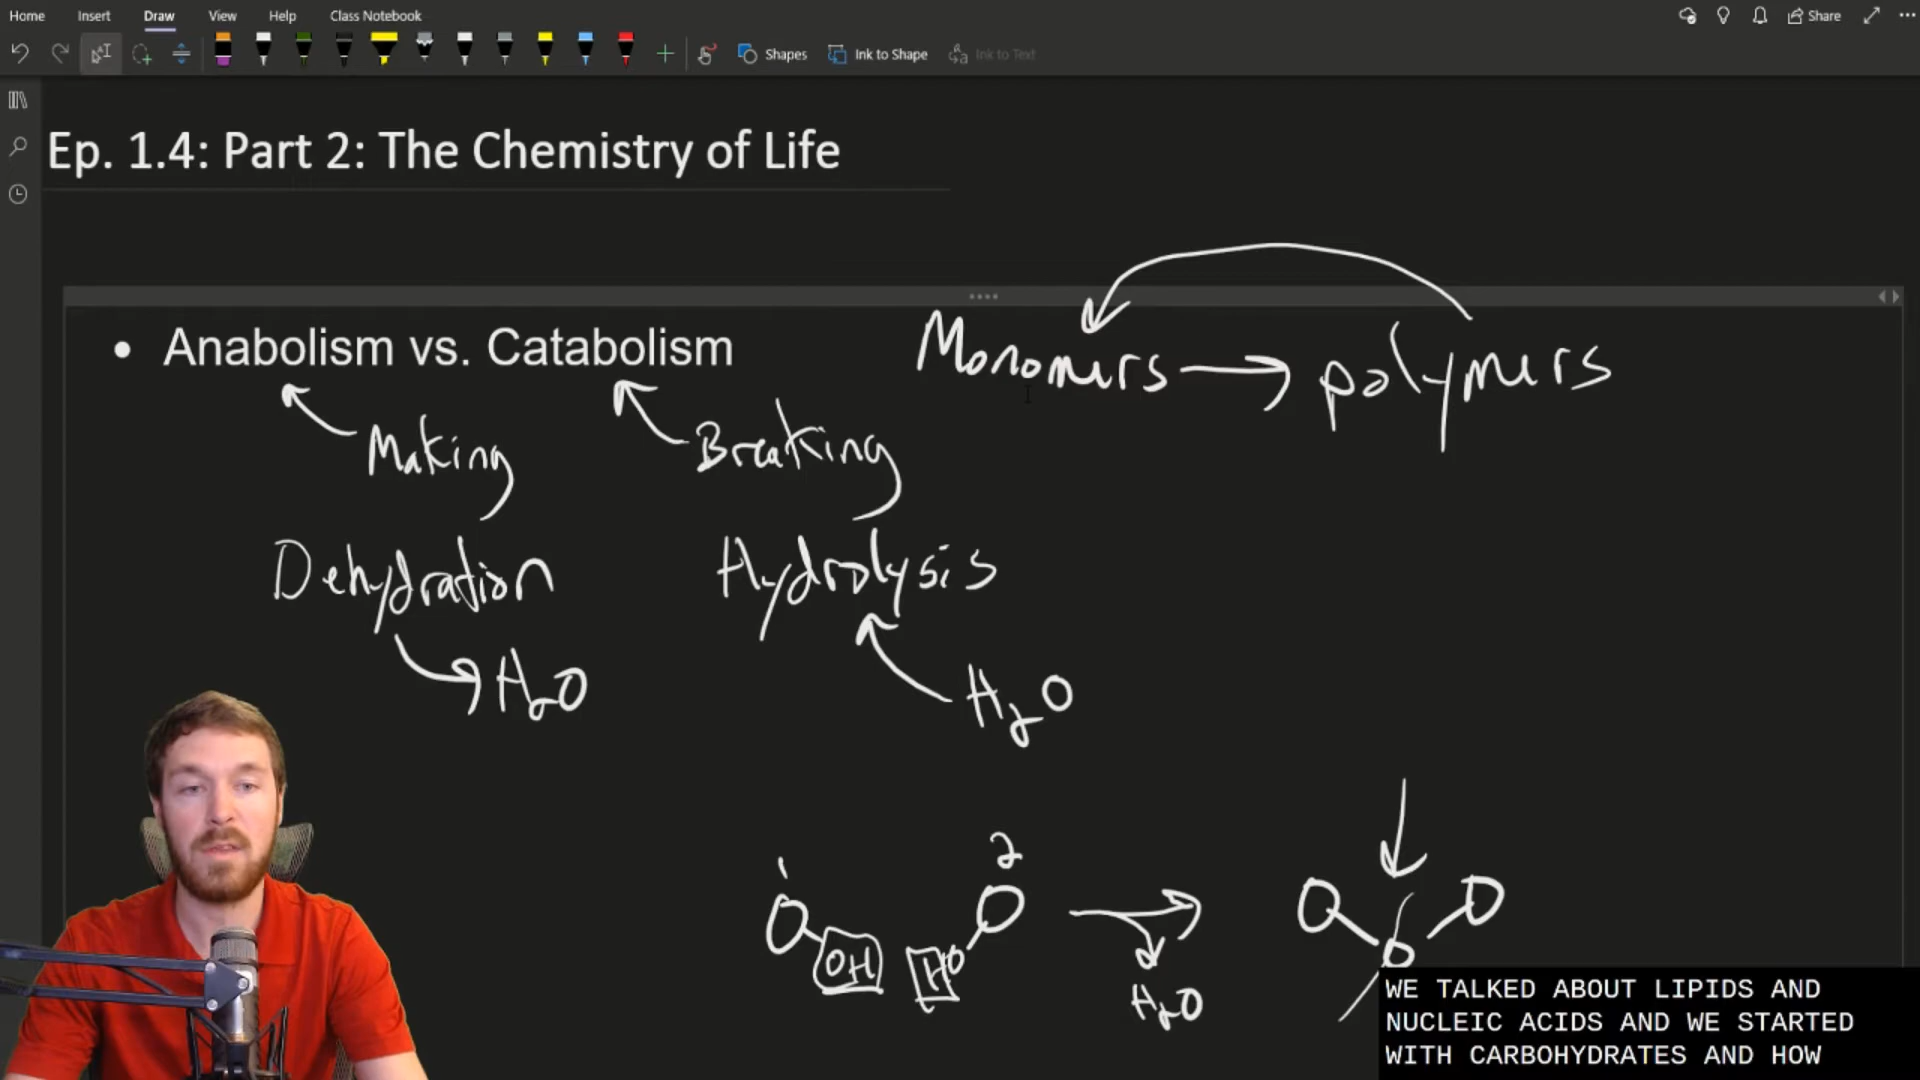 Home Insert Draw View Help Class Notebook Share
Shapes Ink to Shape Ink to Text
Ep. 1.4: Part 2: The Chemistry of Life
• Anabolism vs. Catabolism
Monomers → polymers
Making Breaking
Dehydration Hydrolysis
H2O H2O
1 2
O O O O
OH HO O
H2O
WE TALKED ABOUT LIPIDS AND
NUCLEIC ACIDS AND WE STARTED
WITH CARBOHYDRATES AND HOW